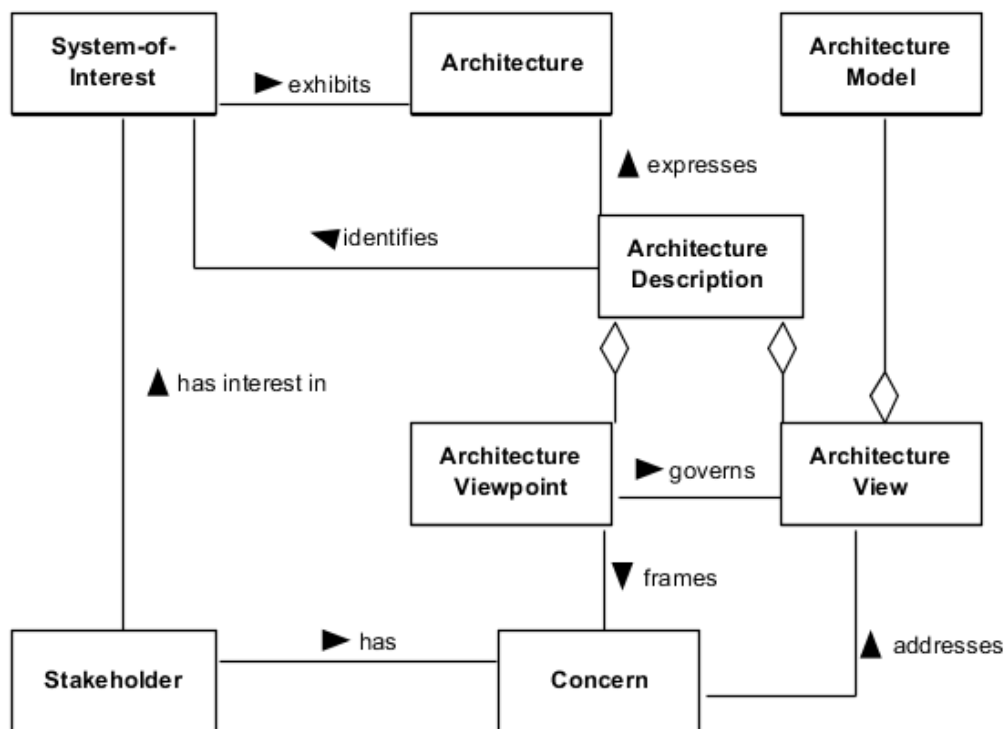 System-of-
Interest
Architecture
Architecture
Model
exhibits
expresses
identifies
Architecture
Description
has interest in
Architecture
Viewpoint
governs
Architecture
View
frames
has
addresses
Stakeholder
Concern